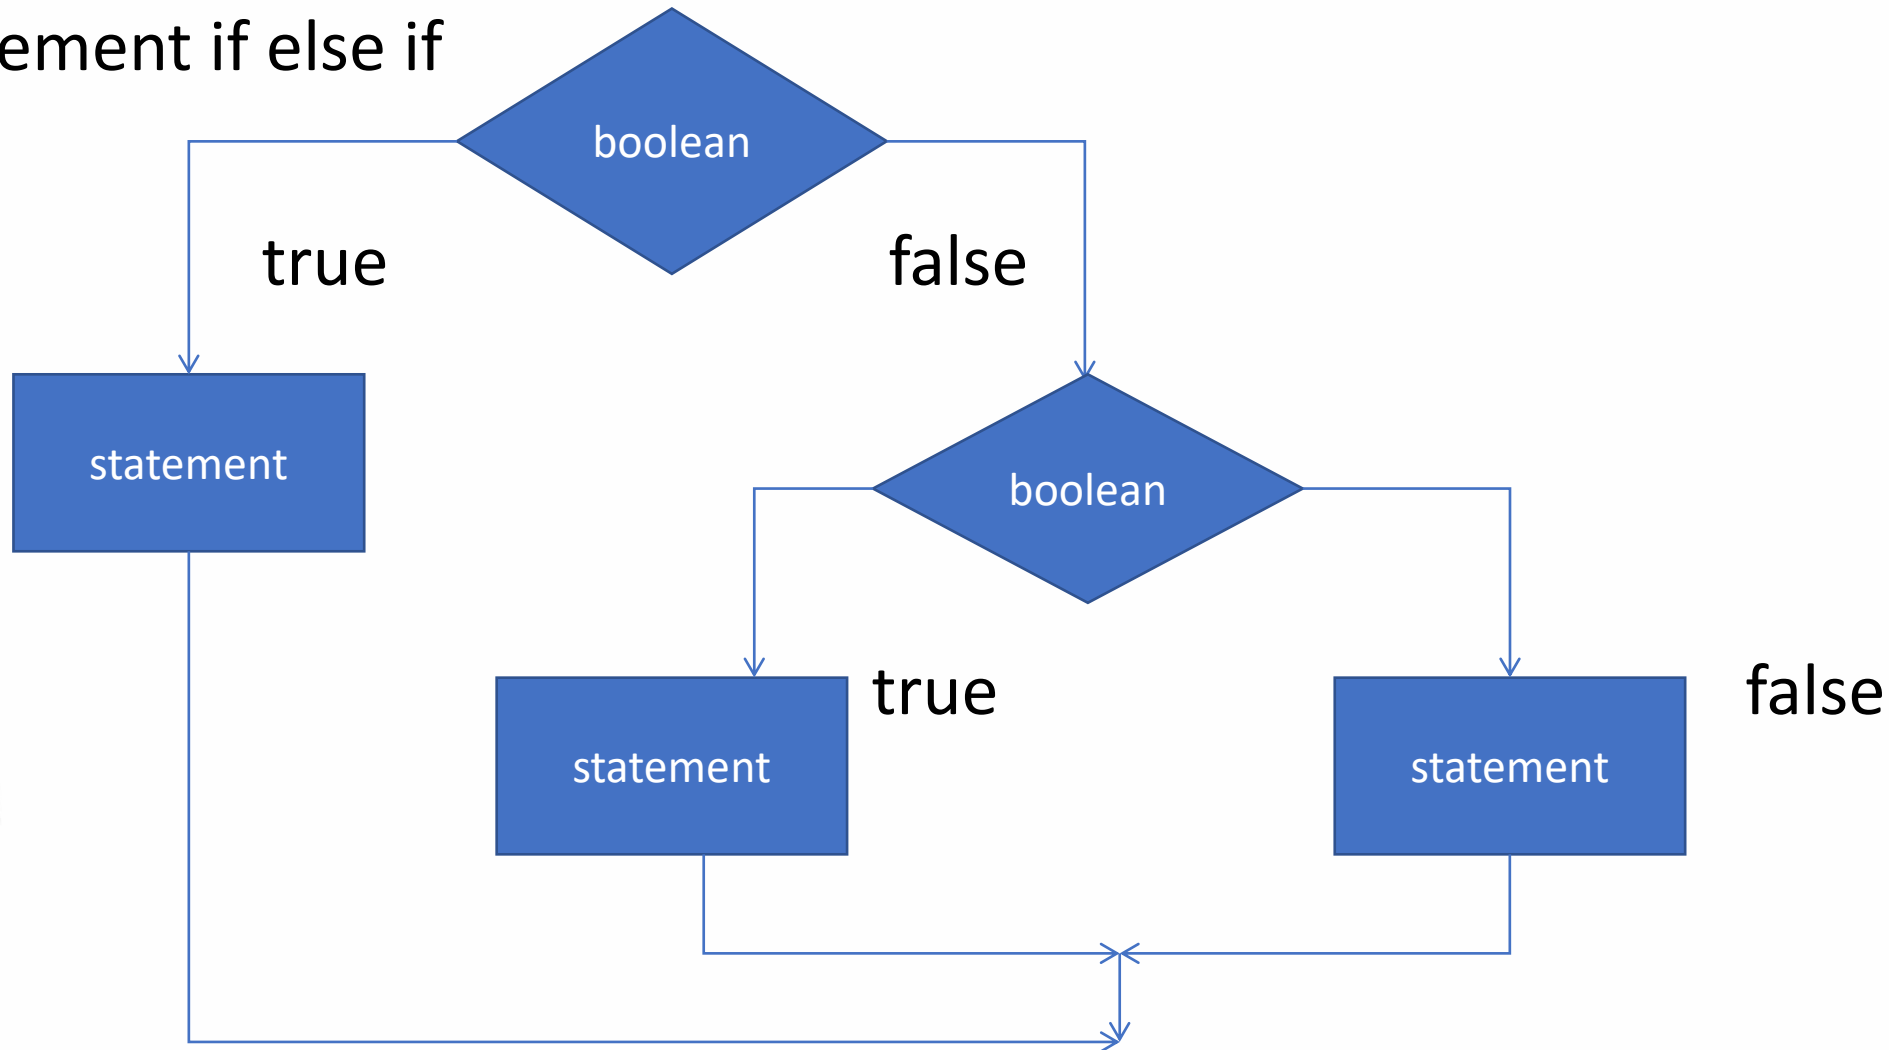 ement if else if
boolean
true
false
statement
boolean
true
false
statement
statement